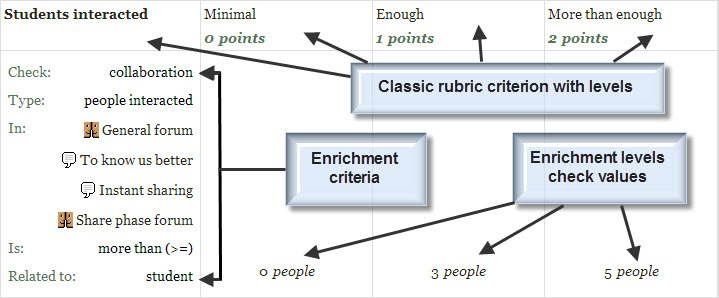 Students interacted
Minimal
0 points
Enough
1 points
More than enough
2 points
Check: collaboration
Type: people interacted
In: General forum
To know us better
Instant sharing
Share phase forum
Is: more than (>=)
Related to: student
Classic rubric criterion with levels
Enrichment
criteria
Enrichment levels
check values
0 people
3 people
5 people